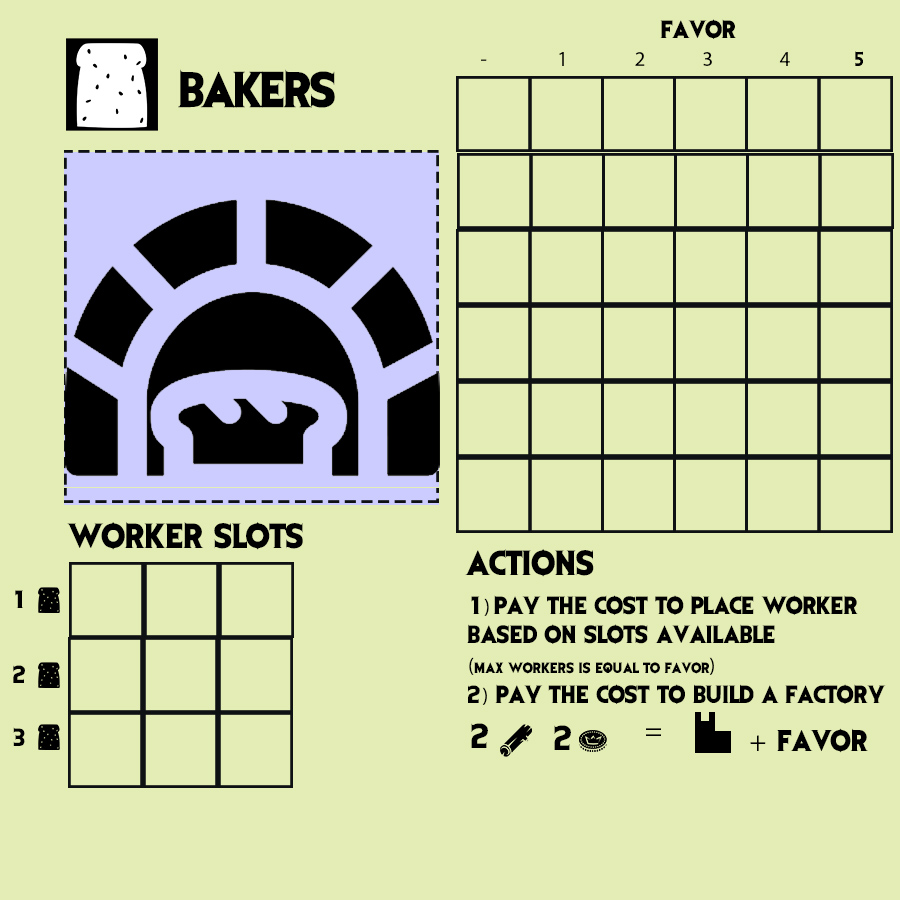 BAKERS
FAVOR
- 1 2 3 4 5
WORKER SLOTS
1
2
3
ACTIONS
1) PAY THE COST TO PLACE WORKER
BASED ON SLOTS AVAILABLE
(MAX WORKERS IS EQUAL TO FAVOR)
2) PAY THE COST TO BUILD A FACTORY
2 2 = + FAVOR